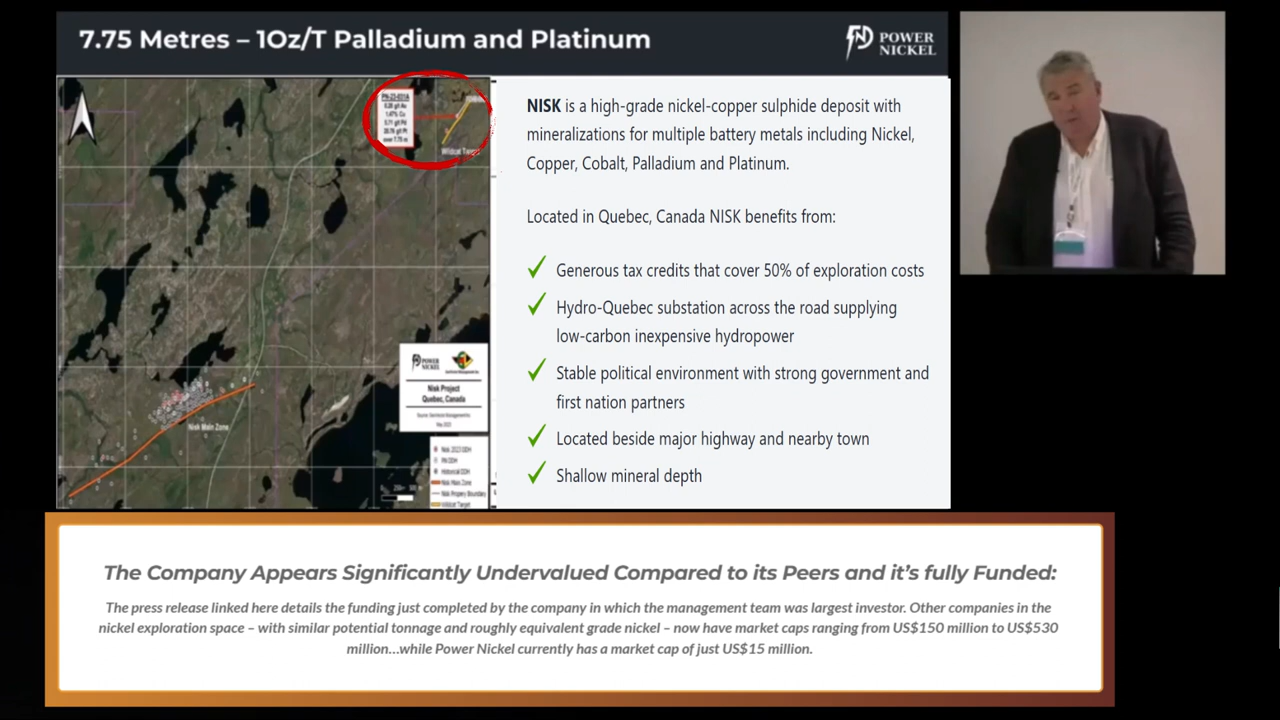 7.75 Metres – 1Oz/T Palladium and Platinum
POWER
NICKEL
Wildcat Target
Nisk Main Zone
POWER
NICKEL
Nisk Project
Quebec, Canada
NISK is a high-grade nickel-copper sulphide deposit with
mineralizations for multiple battery metals including Nickel,
Copper, Cobalt, Palladium and Platinum.
Located in Quebec, Canada NISK benefits from:
Generous tax credits that cover 50% of exploration costs
Hydro-Quebec substation across the road supplying
low-carbon inexpensive hydropower
Stable political environment with strong government and
first nation partners
Located beside major highway and nearby town
Shallow mineral depth
The Company Appears Significantly Undervalued Compared to its Peers and it's fully Funded:
The press release linked here details the funding just completed by the company in which the management team was largest investor. Other companies in the
nickel exploration space – with similar potential tonnage and roughly equivalent grade nickel – now have market caps ranging from US$150 million to US$530
million...while Power Nickel currently has a market cap of just US$15 million.